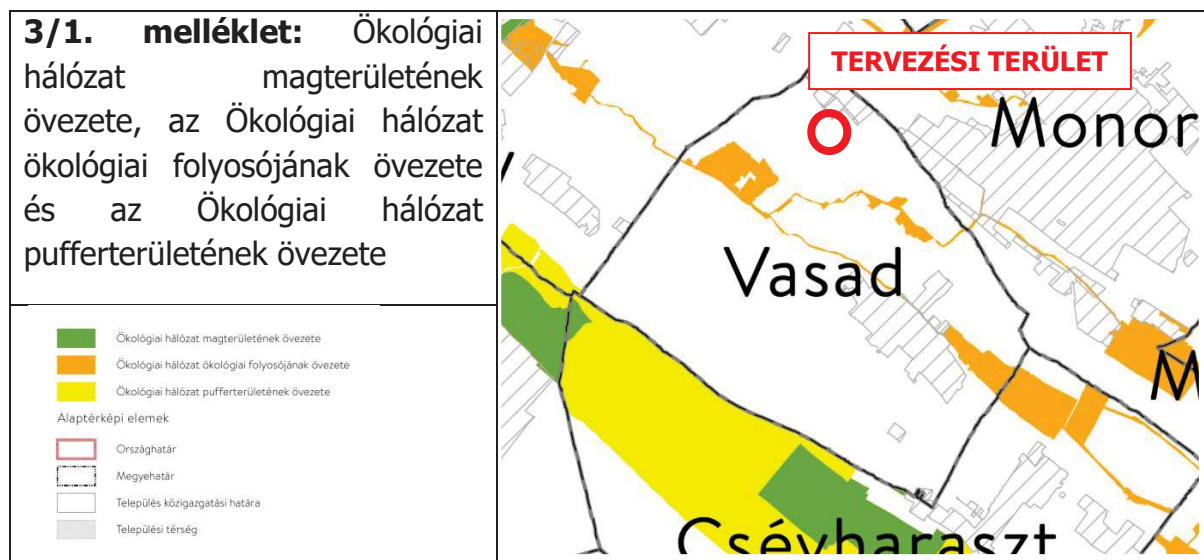 3/1. melléklet: Ökológiai
hálózat magterületének
övezete, az Ökológiai hálózat
ökológiai folyosójának övezete
és az Ökológiai hálózat
pufferterületének övezete
Ökológiai hálózat magterületének övezete
Ökológiai hálózat ökológiai folyosójának övezete
Ökológiai hálózat pufferterületének övezete
Alaptérképi elemek
Országhatár
Megyehatár
Település közigazgatási határa
Települési térség
TERVEZÉSI TERÜLET
Monor
Vasad
M
Csévharaszt